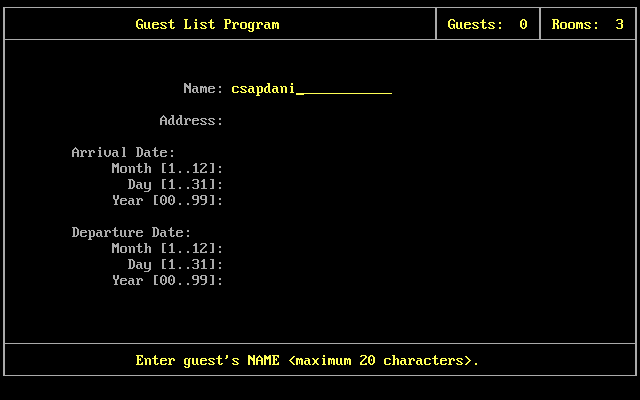 Guest List Program Guests: 0 Rooms: 3
Name: csapdani_
Address:
Arrival Date:
Month [1..12]:
Day [1..31]:
Year [00..99]:
Departure Date:
Month [1..12]:
Day [1..31]:
Year [00..99]:
Enter guest's NAME <maximum 20 characters>.